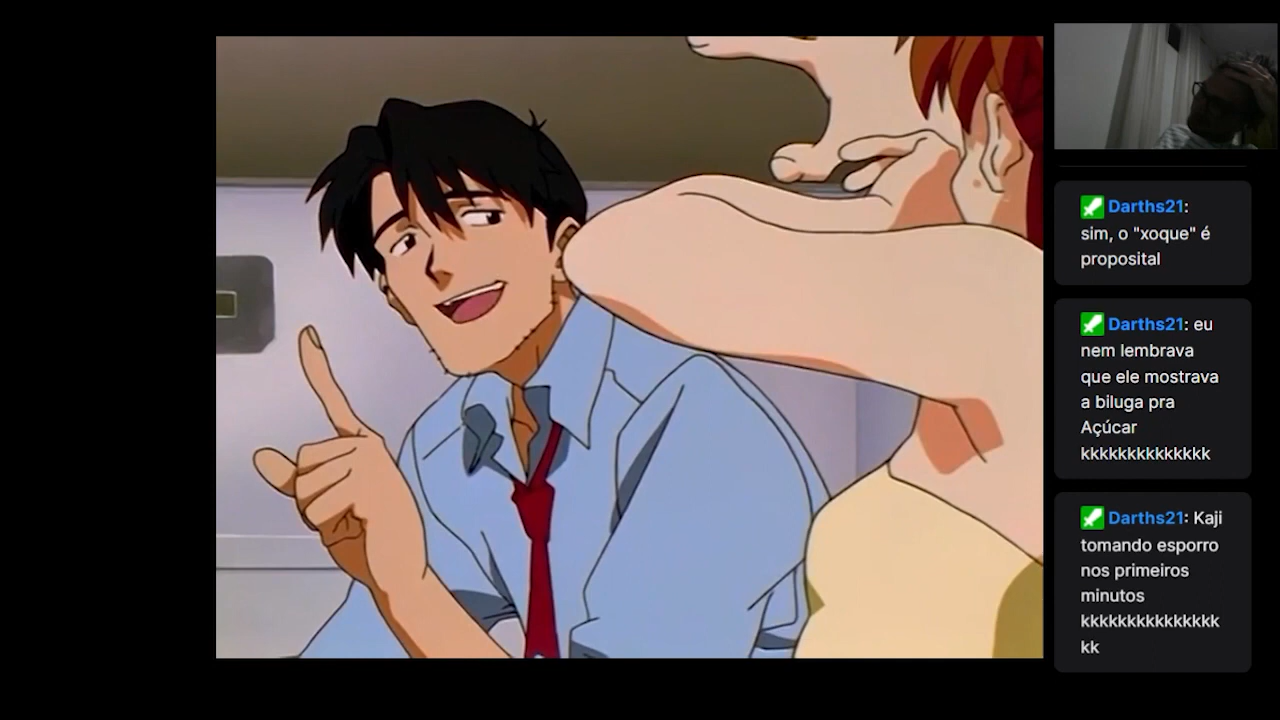 Darths21:
sim, o "xoque" é
proposital
Darths21: eu
nem lembrava
que ele mostrava
a biluga pra
Açúcar
kkkkkkkkkkkkkk
Darths21: Kaji
tomando esporro
nos primeiros
minutos
kkkkkkkkkkkkkkk
kk